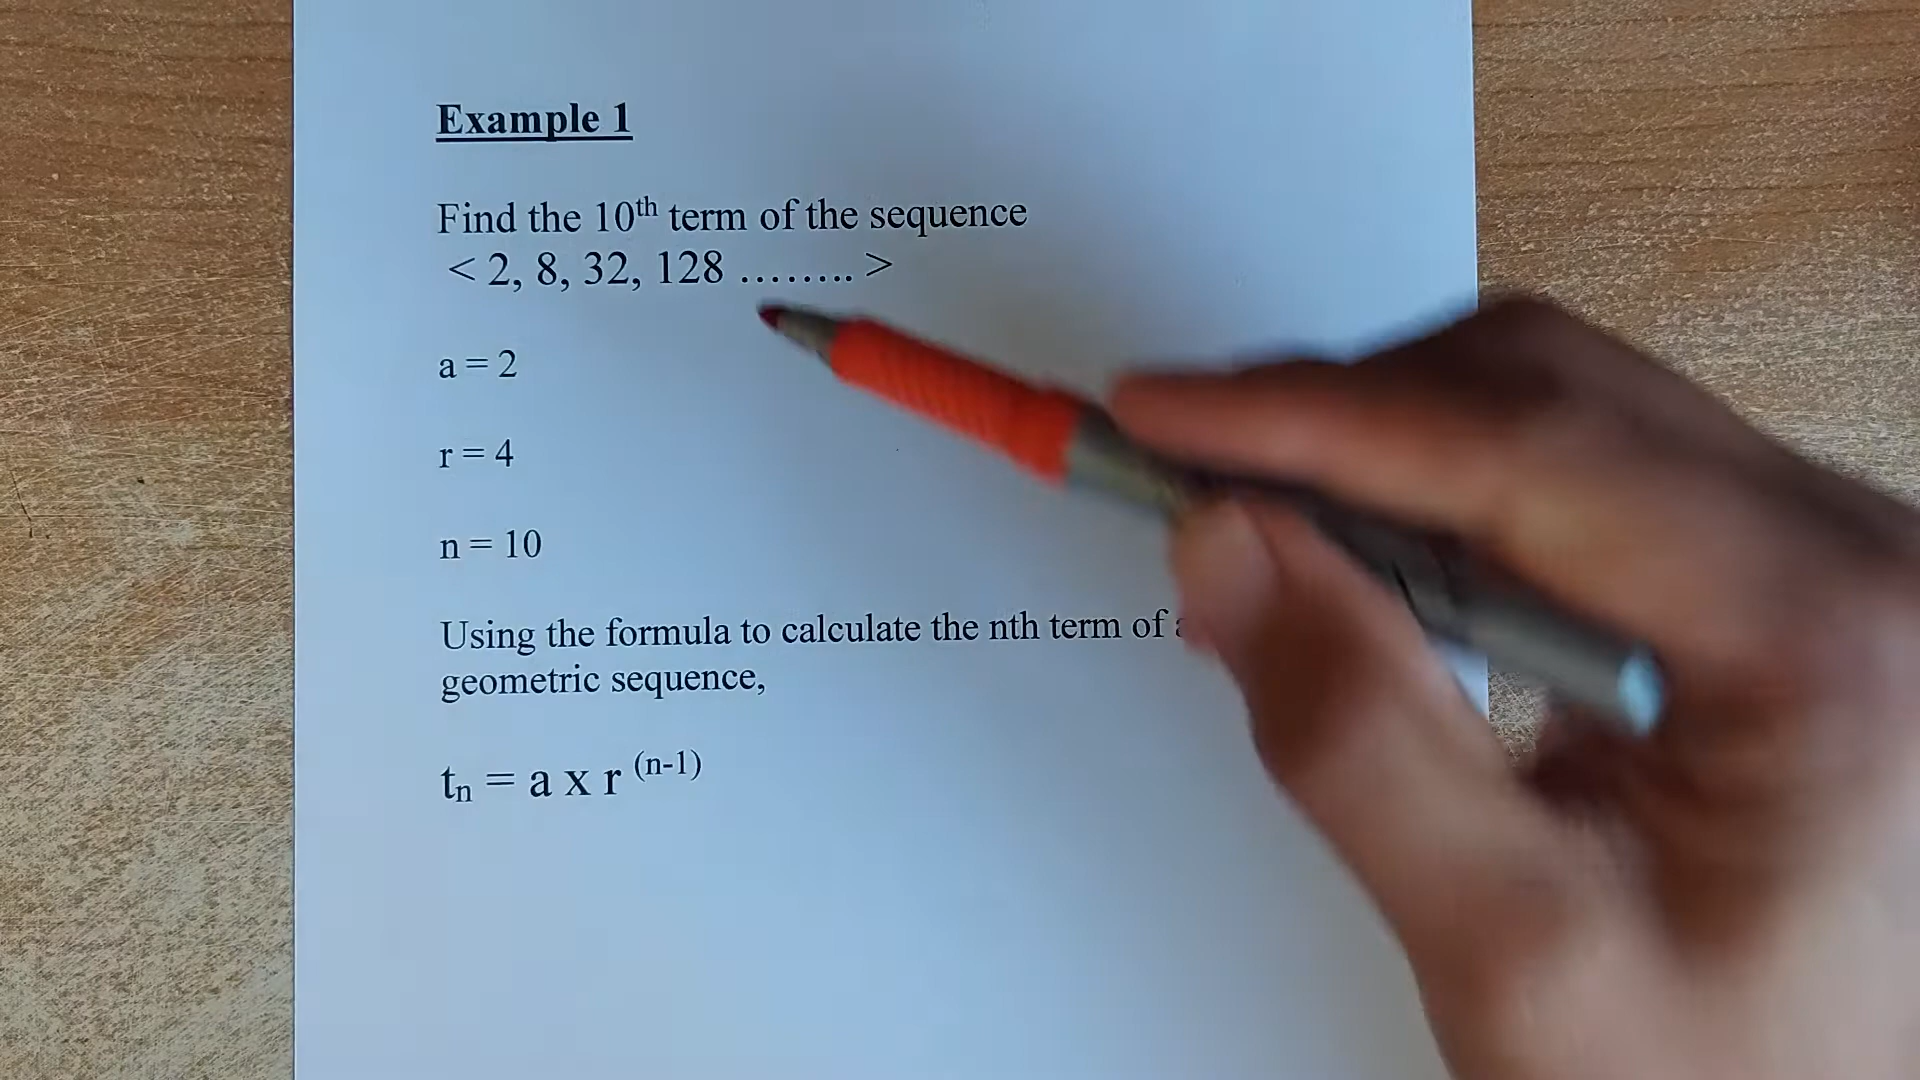 Example 1
Find the 10th term of the sequence
< 2, 8, 32, 128 ........ >
a = 2
r = 4
n = 10
Using the formula to calculate the nth term of
geometric sequence,
tn = a x r (n-1)